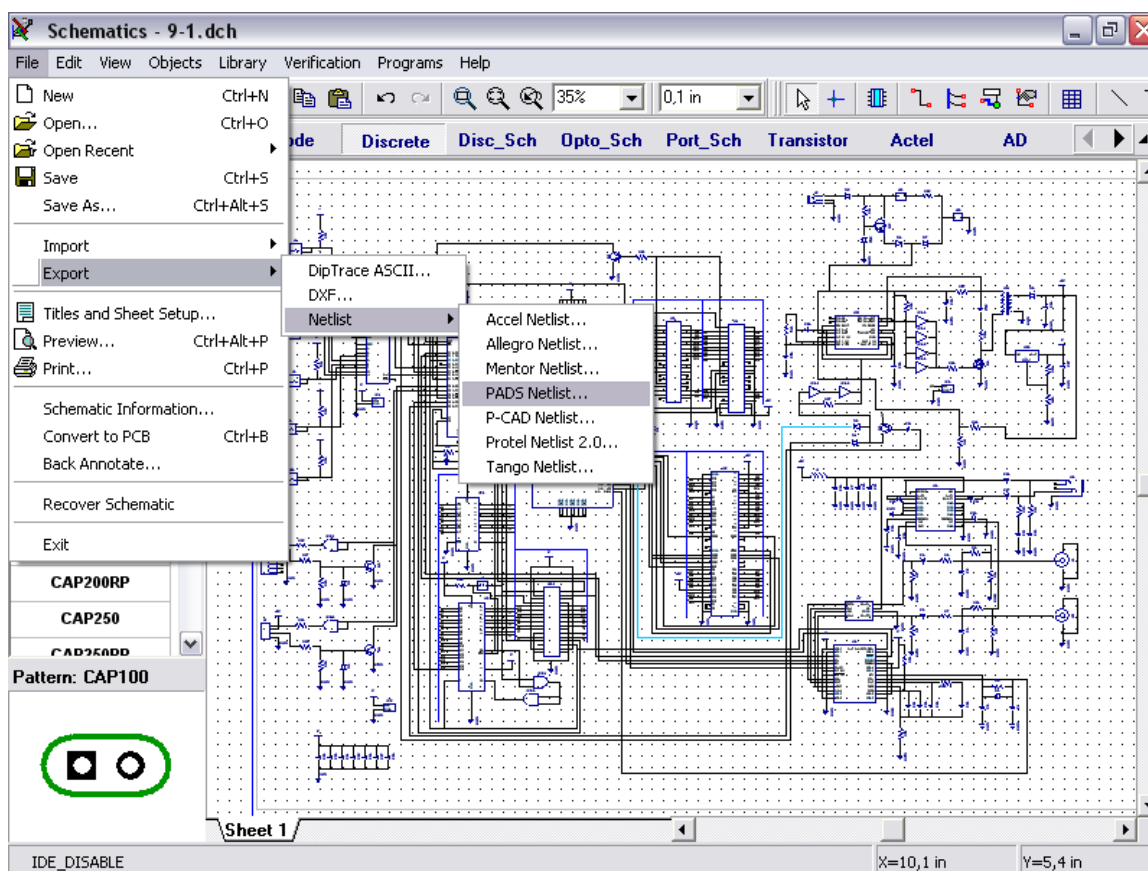 Schematics - 9-1.dch
File Edit View Objects Library Verification Programs Help
New Ctrl+N
35% 0,1 in
Open... Ctrl+O
Discrete Disc_Sch Opto_Sch Port_Sch Transistor Actel AD
Open Recent
Save Ctrl+S
Save As... Ctrl+Alt+S
Import
Export
DipTrace ASCII...
DXF...
Netlist
Accel Netlist...
Allegro Netlist...
Mentor Netlist...
PADS Netlist...
P-CAD Netlist...
Protel Netlist 2.0...
Tango Netlist...
Titles and Sheet Setup...
Preview... Ctrl+Alt+P
Print... Ctrl+P
Schematic Information...
Convert to PCB Ctrl+B
Back Annotate...
Recover Schematic
Exit
CAP200RP
CAP250
CAP250RP
Pattern: CAP100
Sheet 1
IDE_DISABLE X=10,1 in Y=5,4 in